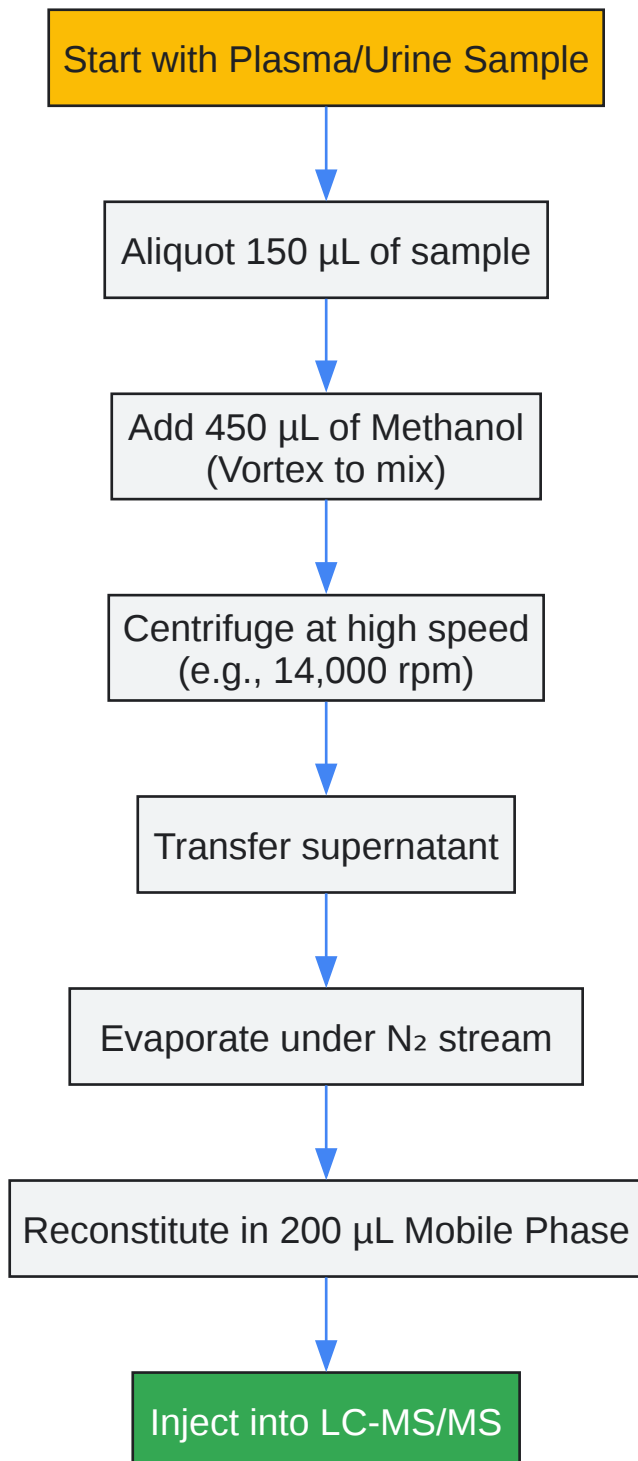 Start with Plasma/Urine Sample
Aliquot 150 µL of sample
Add 450 µL of Methanol
(Vortex to mix)
Centrifuge at high speed
(e.g., 14,000 rpm)
Transfer supernatant
Evaporate under N₂ stream
Reconstitute in 200 µL Mobile Phase
Inject into LC-MS/MS